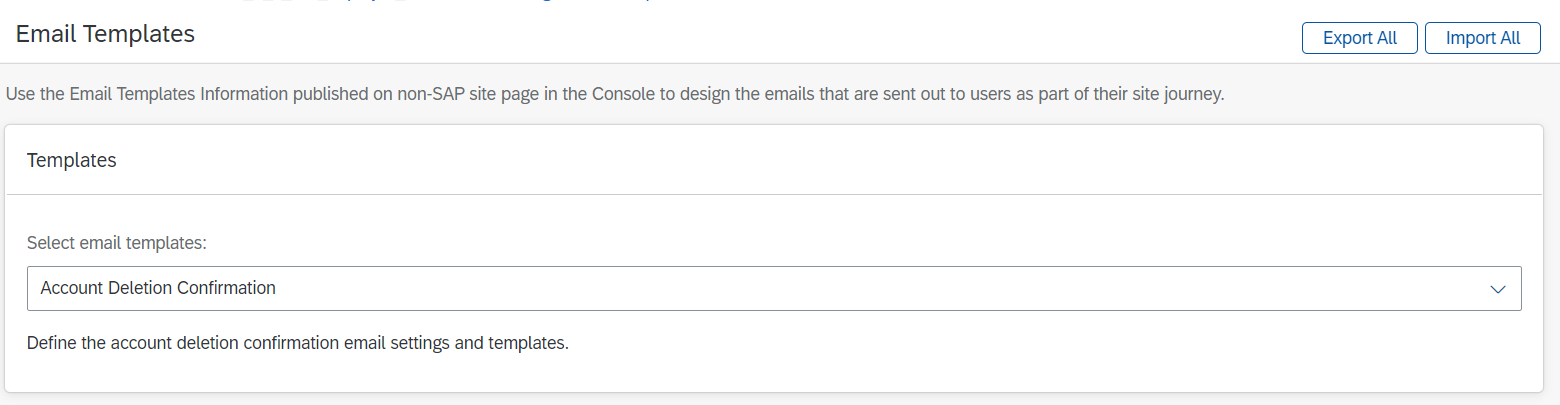 Email Templates
Export All
Import All
Use the Email Templates Information published on non-SAP site page in the Console to design the emails that are sent out to users as part of their site journey.
Templates
Select email templates:
Account Deletion Confirmation
Define the account deletion confirmation email settings and templates.